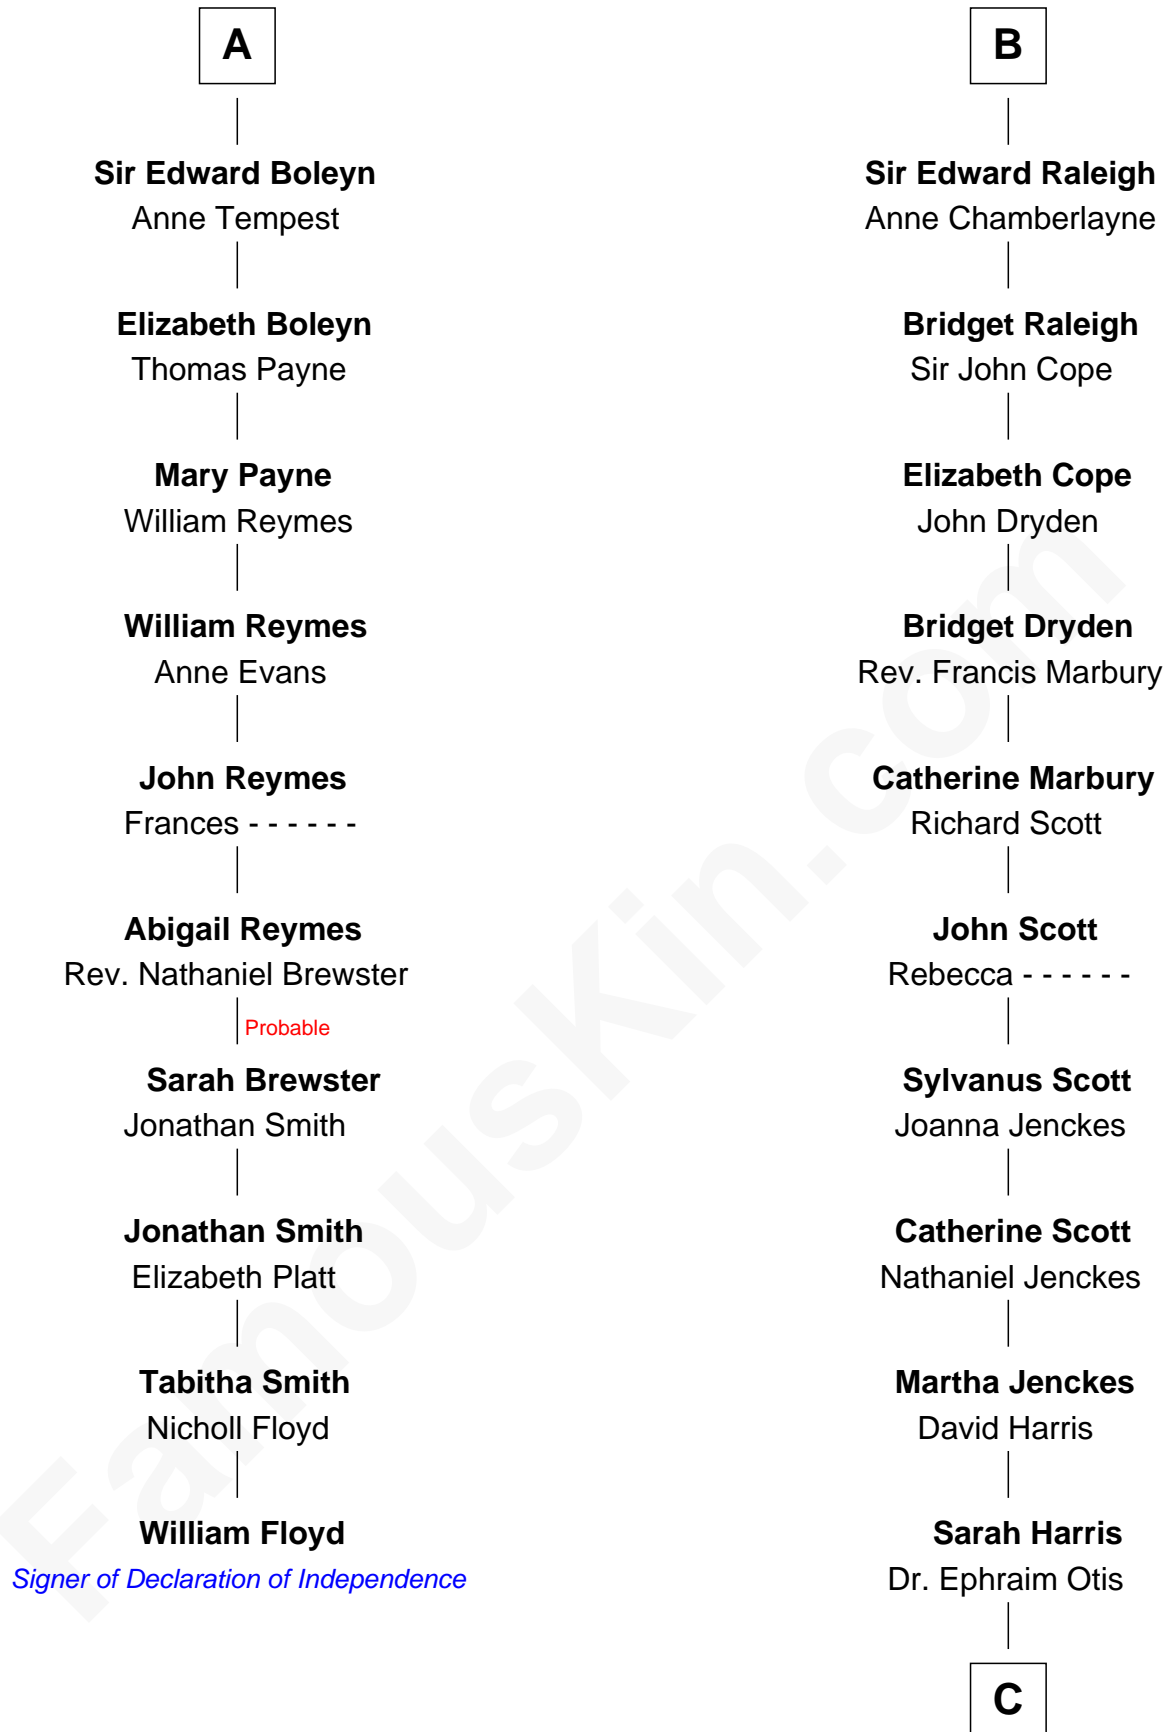 A
Sir Edward Boleyn
Anne Tempest
Elizabeth Boleyn
Thomas Payne
Mary Payne
William Reymes
William Reymes
Anne Evans
John Reymes
Frances - - - - - -
Abigail Reymes
Rev. Nathaniel Brewster
Probable
Sarah Brewster
Jonathan Smith
Jonathan Smith
Elizabeth Platt
Tabitha Smith
Nicholl Floyd
William Floyd
Signer of Declaration of Independence
B
Sir Edward Raleigh
Anne Chamberlayne
Bridget Raleigh
Sir John Cope
Elizabeth Cope
John Dryden
Bridget Dryden
Rev. Francis Marbury
Catherine Marbury
Richard Scott
John Scott
Rebecca - - - - - -
Sylvanus Scott
Joanna Jenckes
Catherine Scott
Nathaniel Jenckes
Martha Jenckes
David Harris
Sarah Harris
Dr. Ephraim Otis
C
FamousKin.com